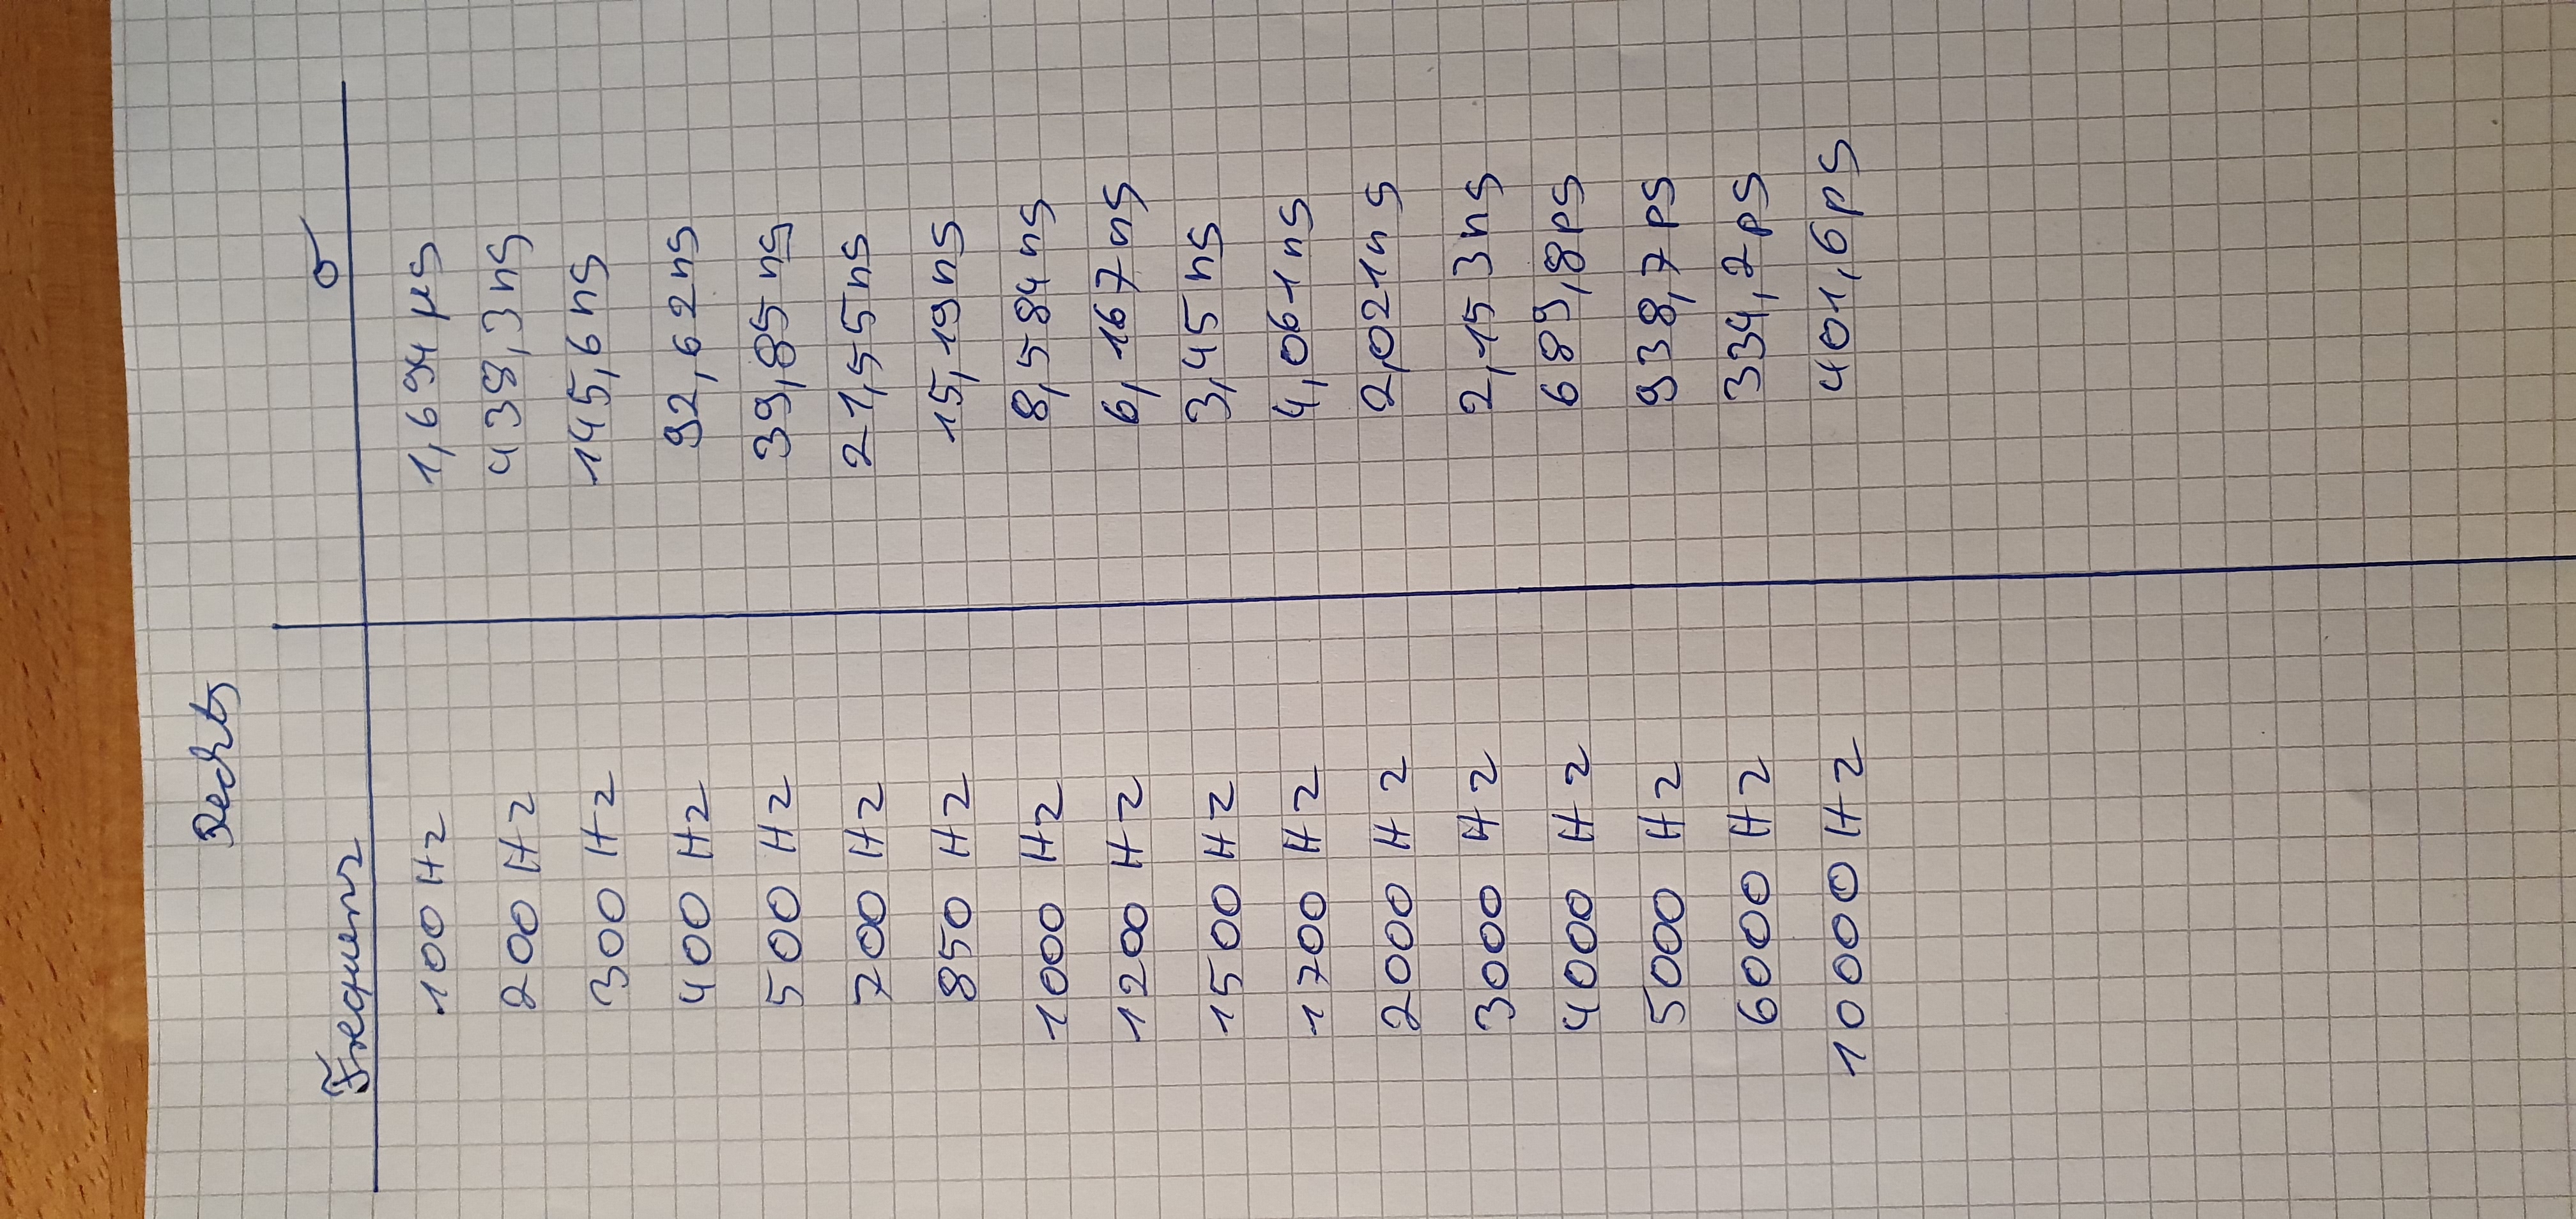 Rechts
Frequenz σ
100 Hz 1,694 µs
200 Hz 438,3 ns
300 Hz 145,6 ns
400 Hz 92,62 ns
500 Hz 39,85 ns
700 Hz 21,55 ns
850 Hz 15,19 ns
1000 Hz 8,584 ns
1200 Hz 6,167 ns
1500 Hz 3,45 ns
1700 Hz 4,061 ns
2000 Hz 2,021 ns
3000 Hz 2,153 ns
4000 Hz 689,8 ps
5000 Hz 938,7 ps
6000 Hz 334,2 ps
10000 Hz 401,6 ps